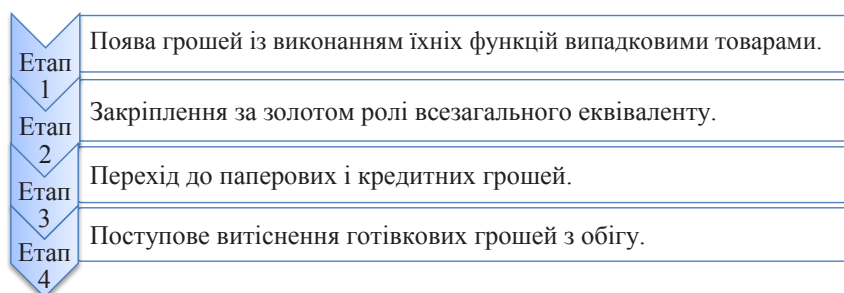 Етап
1
Поява грошей із виконанням їхніх функцій випадковими товарами.
Етап
2
Закріплення за золотом ролі всезагального еквіваленту.
Етап
3
Перехід до паперових і кредитних грошей.
Етап
4
Поступове витіснення готівкових грошей з обігу.